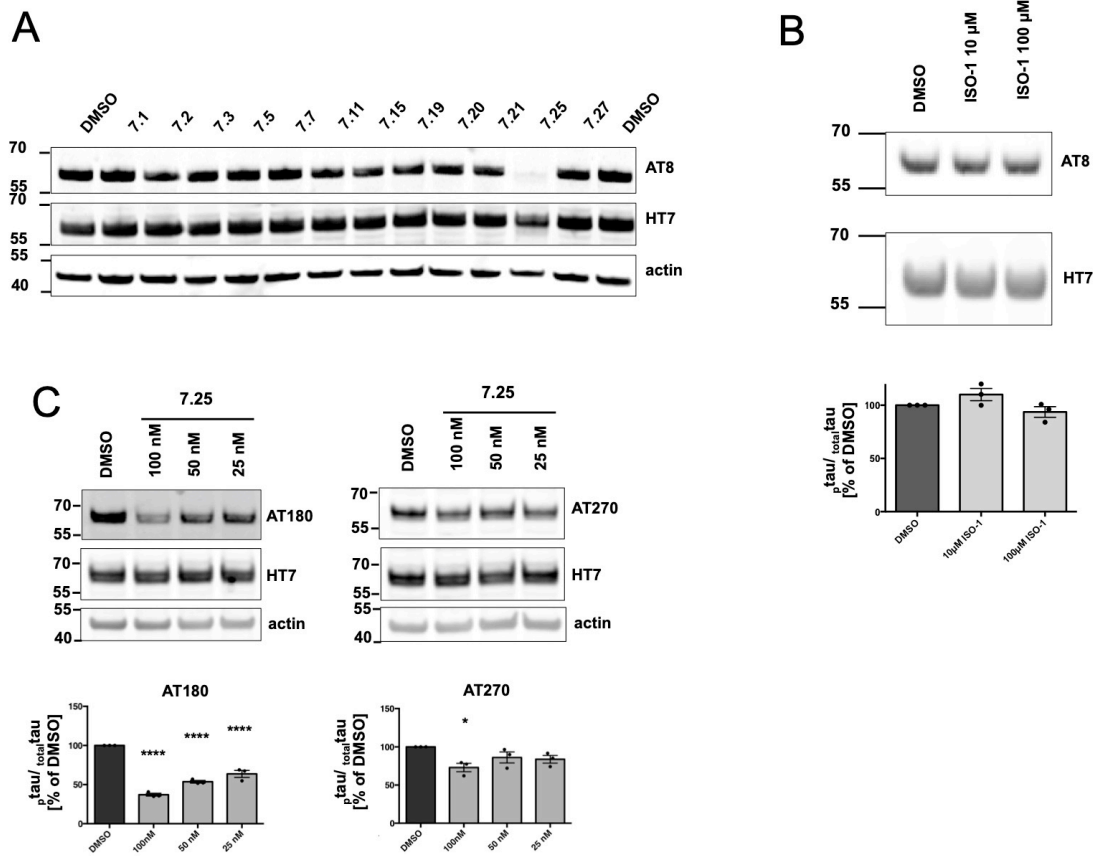 A
DMSO 7.1 7.2 7.3 7.5 7.7 7.11 7.15 7.19 7.20 7.21 7.25 7.27 DMSO
70
AT8
55
70
HT7
55
55
actin
40
B
DMSO ISO-1 10 µM ISO-1 100 µM
70
AT8
55
70
HT7
55
ptau/ totaltau
[% of DMSO]
100
50
0
DMSO 10µM ISO-1 100µM ISO-1
C
7.25
DMSO 100 nM 50 nM 25 nM
70
AT180
55
70
HT7
55
55
actin
40
AT180
ptau/ totaltau
[% of DMSO]
150
100
50
0
**** **** ****
DMSO 100nM 50 nM 25 nM
7.25
DMSO 100 nM 50 nM 25 nM
70
AT270
55
70
HT7
55
55
actin
40
AT270
ptau/ totaltau
[% of DMSO]
150
100
50
0
*
DMSO 100nM 50 nM 25 nM